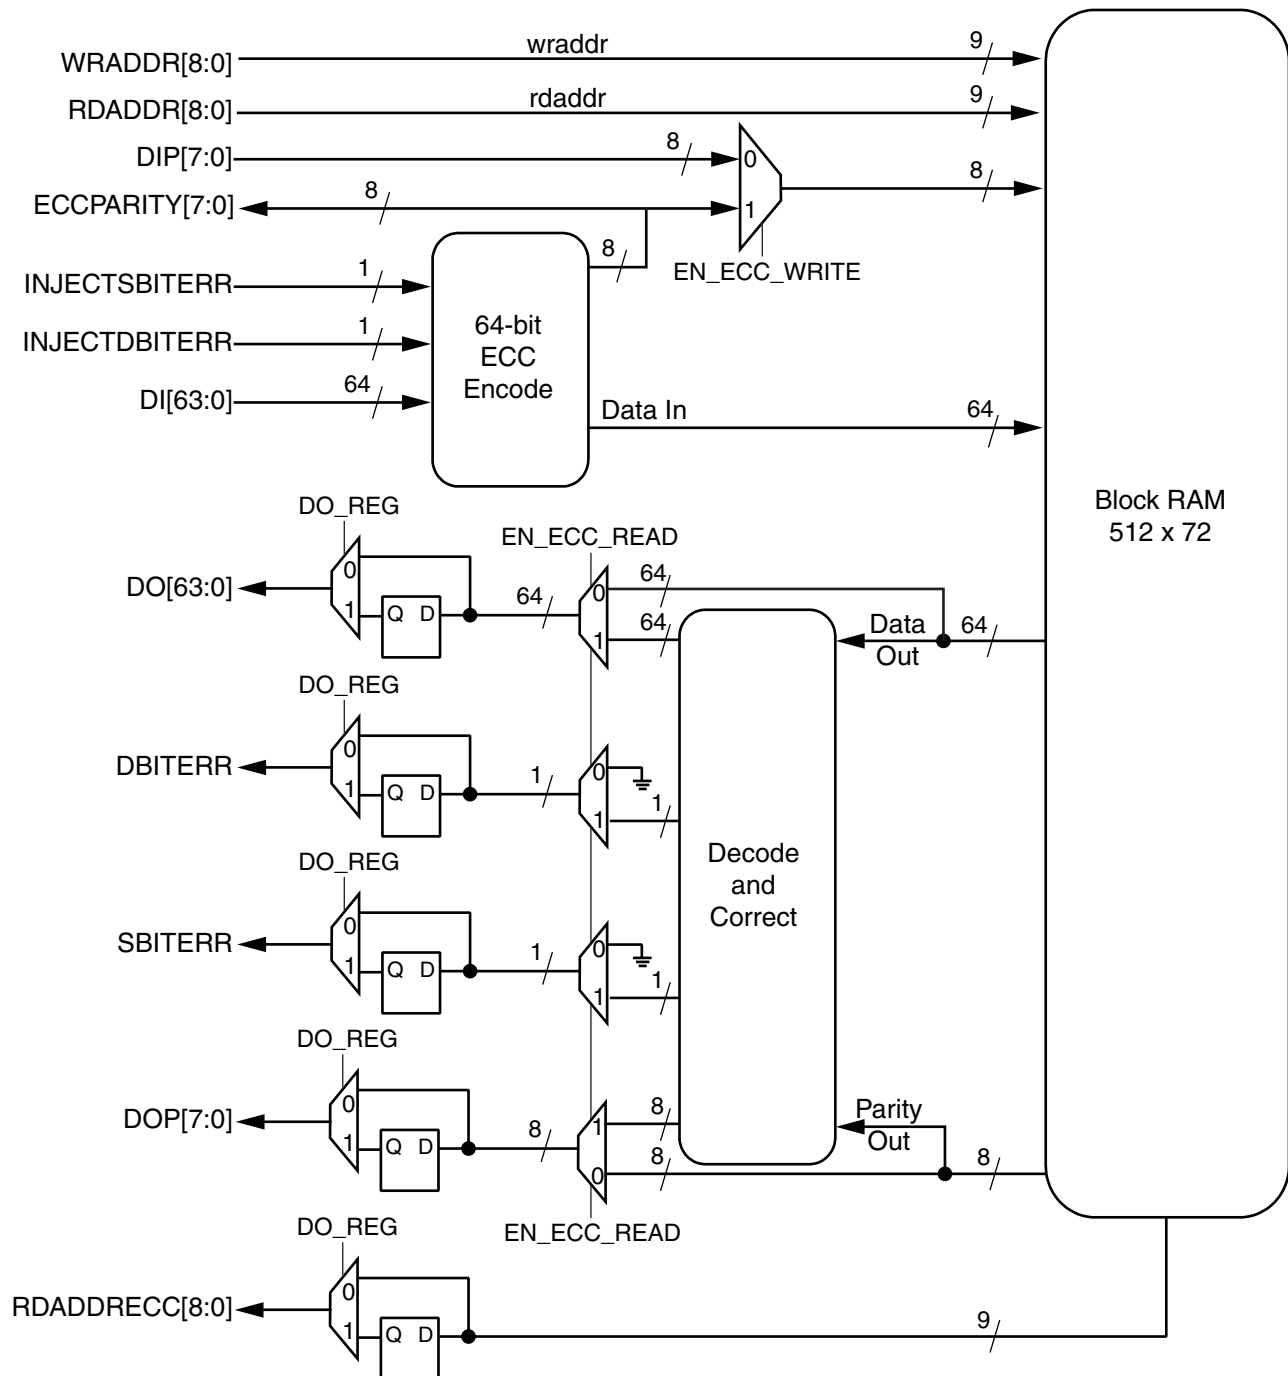 wraddr
9
WRADDR[8:0]
rdaddr
9
RDADDR[8:0]
DIP[7:0]
8
0
ECCPARITY[7:0]
8
1
8
8
EN_ECC_WRITE
INJECTSBITERR
1
INJECTDBITERR
1
DI[63:0]
64
64-bit
ECC
Encode
Data In
64
Block RAM
512 x 72
DO_REG
EN_ECC_READ
DO[63:0]
0
1
Q D
64
0
1
64
64
Data
Out
64
DO_REG
DBITERR
0
1
Q D
1
0
1
1
Decode
and
Correct
DO_REG
SBITERR
0
1
Q D
1
0
1
1
DO_REG
DOP[7:0]
0
1
Q D
8
1
0
8
8
Parity
Out
8
EN_ECC_READ
DO_REG
RDADDRECC[8:0]
0
1
Q D
9